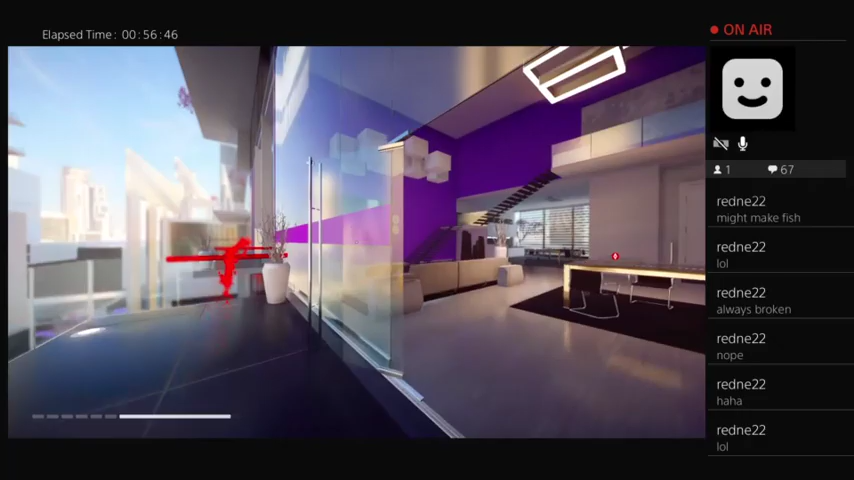 Elapsed Time: 00:56:46
ON AIR
1
67
redne22
might make fish
redne22
lol
redne22
always broken
redne22
nope
redne22
haha
redne22
lol